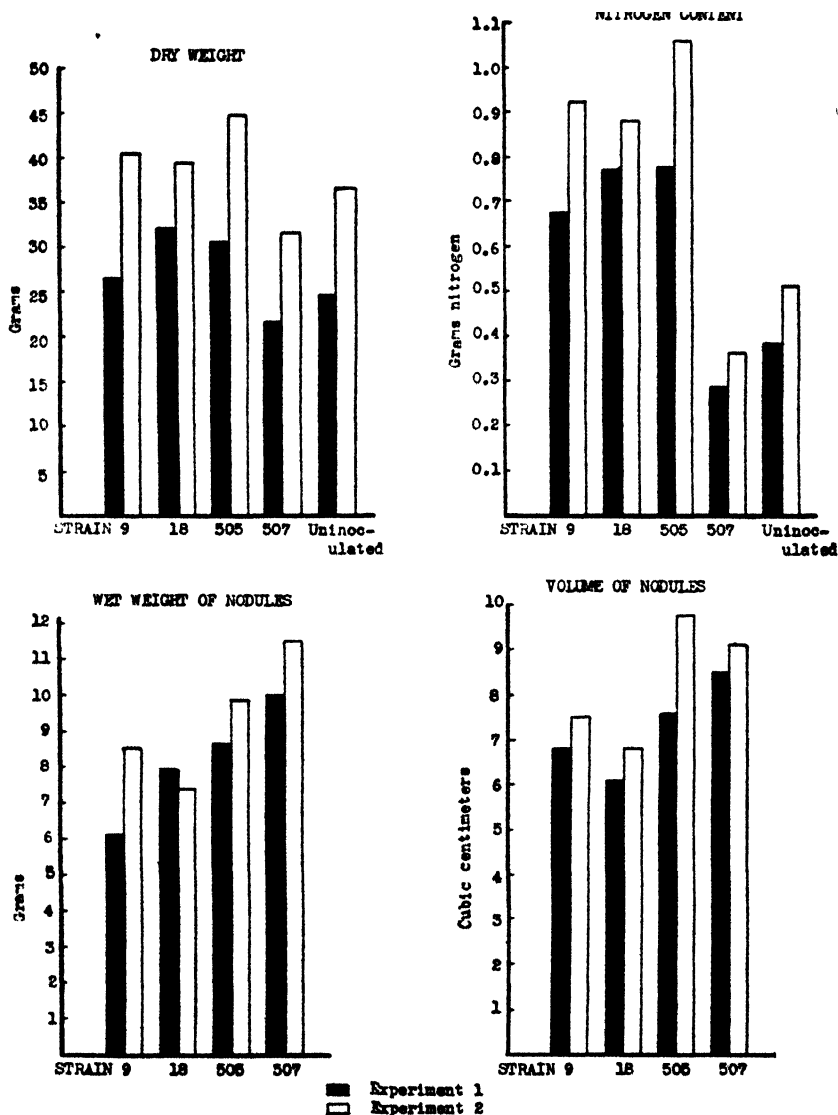 DRY WEIGHT
50
45
40
35
30
25
20
15
10
5
Grams
STRAIN 9 18 505 507 Uninoc-
ulated
NITROGEN CONTENT
1.1
1.0
0.9
0.8
0.7
0.6
0.5
0.4
0.3
0.2
0.1
Grams nitrogen
STRAIN 9 18 505 507 Uninoc-
ulated
WET WEIGHT OF NODULES
12
11
10
9
8
7
6
5
4
3
2
1
Grams
STRAIN 9 18 505 507
VOLUME OF NODULES
10
9
8
7
6
5
4
3
2
1
Cubic centimeters
STRAIN 9 18 505 507
Experiment 1
Experiment 2